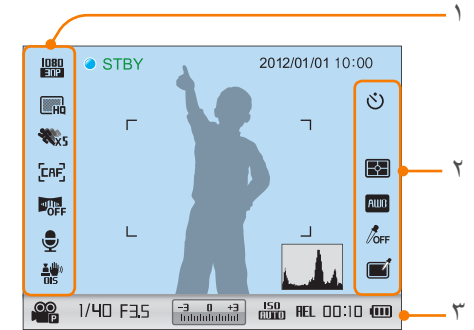 ١
1080
30P
STBY
2012/01/01 10:00
HQ
X5
CAF
OFF
OIS
٢
AWB
OFF
P
1/40 F3.5
-3 0 +3
ISO
AUTO
REL 00:10
٣